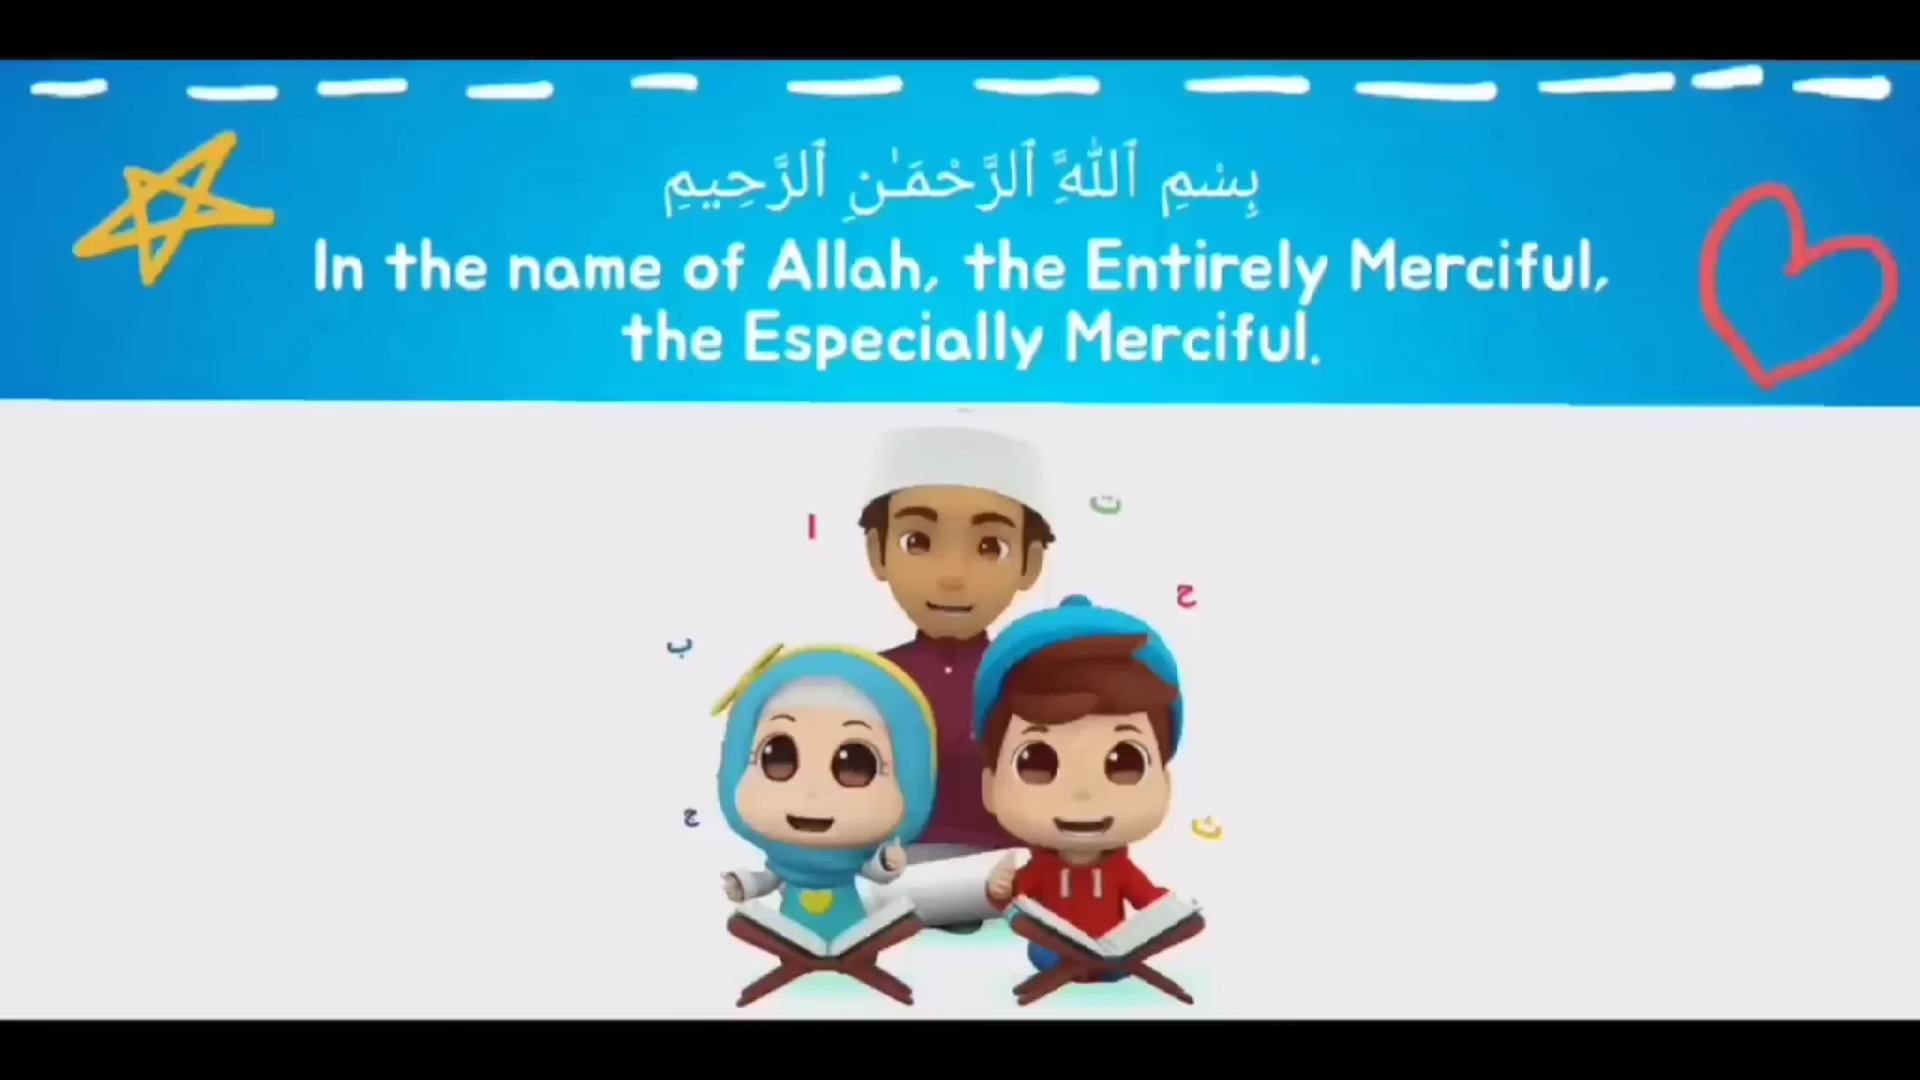 بِسْمِ ٱللَّهِ ٱلرَّحْمَـٰنِ ٱلرَّحِيمِ
In the name of Allah, the Entirely Merciful,
the Especially Merciful.
ا
ت
ح
ب
ج
ث